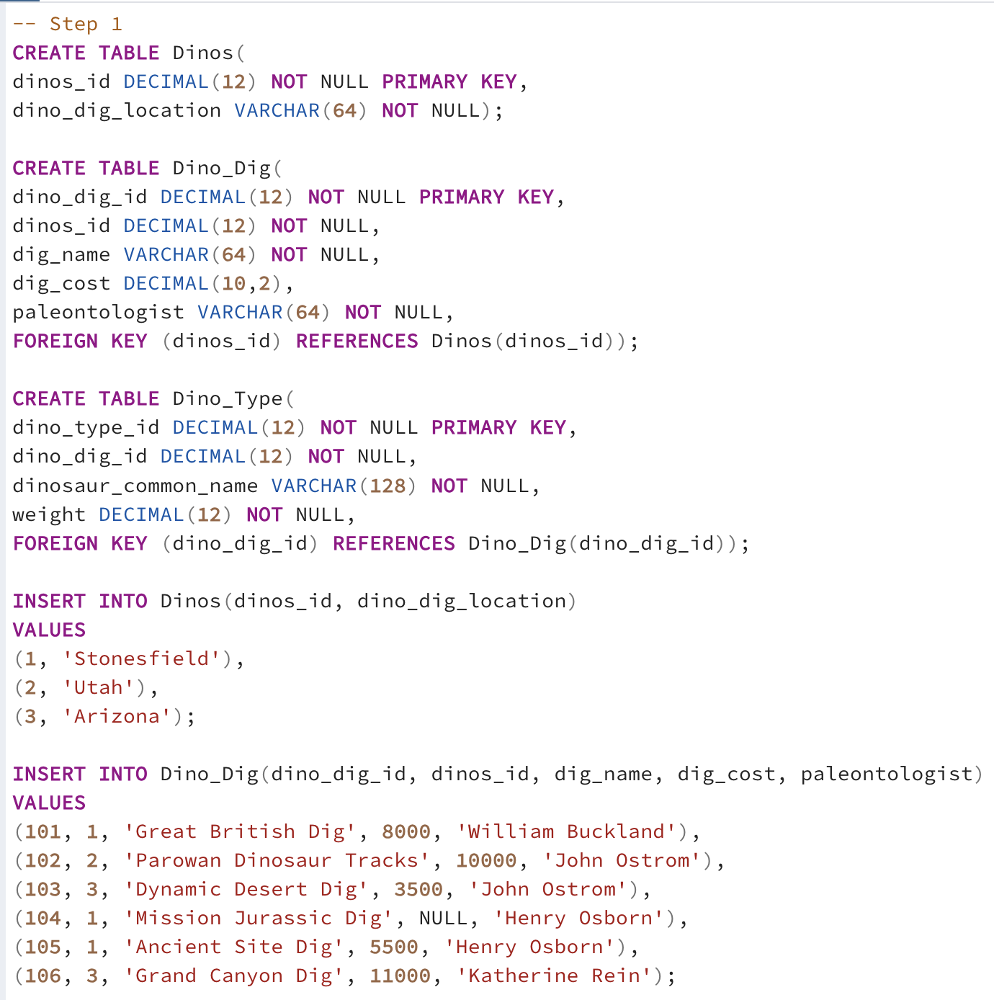 -- Step 1
CREATE TABLE Dinos(
dinos_id DECIMAL(12) NOT NULL PRIMARY KEY,
dino_dig_location VARCHAR(64) NOT NULL);
CREATE TABLE Dino_Dig(
dino_dig_id DECIMAL(12) NOT NULL PRIMARY KEY,
dinos_id DECIMAL(12) NOT NULL,
dig_name VARCHAR(64) NOT NULL,
dig_cost DECIMAL(10,2),
paleontologist VARCHAR(64) NOT NULL,
FOREIGN KEY (dinos_id) REFERENCES Dinos(dinos_id));
CREATE TABLE Dino_Type(
dino_type_id DECIMAL(12) NOT NULL PRIMARY KEY,
dino_dig_id DECIMAL(12) NOT NULL,
dinosaur_common_name VARCHAR(128) NOT NULL,
weight DECIMAL(12) NOT NULL,
FOREIGN KEY (dino_dig_id) REFERENCES Dino_Dig(dino_dig_id));
INSERT INTO Dinos(dinos_id, dino_dig_location)
VALUES
(1, 'Stonesfield'),
(2, 'Utah'),
(3, 'Arizona');
INSERT INTO Dino_Dig(dino_dig_id, dinos_id, dig_name, dig_cost, paleontologist)
VALUES
(101, 1, 'Great British Dig', 8000, 'William Buckland'),
(102, 2, 'Parowan Dinosaur Tracks', 10000, 'John Ostrom'),
(103, 3, 'Dynamic Desert Dig', 3500, 'John Ostrom'),
(104, 1, 'Mission Jurassic Dig', NULL, 'Henry Osborn'),
(105, 1, 'Ancient Site Dig', 5500, 'Henry Osborn'),
(106, 3, 'Grand Canyon Dig', 11000, 'Katherine Rein');